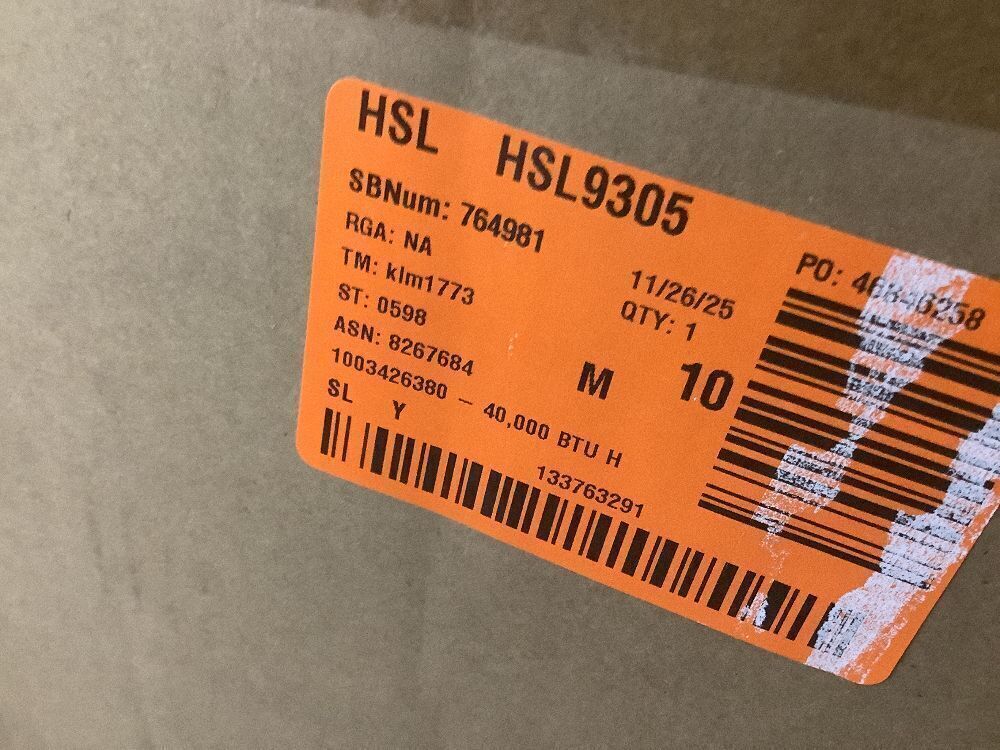 HSL HSL9305
SBNum: 764981
RGA: NA
TM: klm1773
ST: 0598
ASN: 8267684
1003426380 – 40,000 BTU H
SL Y
133763291
11/26/25
QTY: 1
M 10
PO: